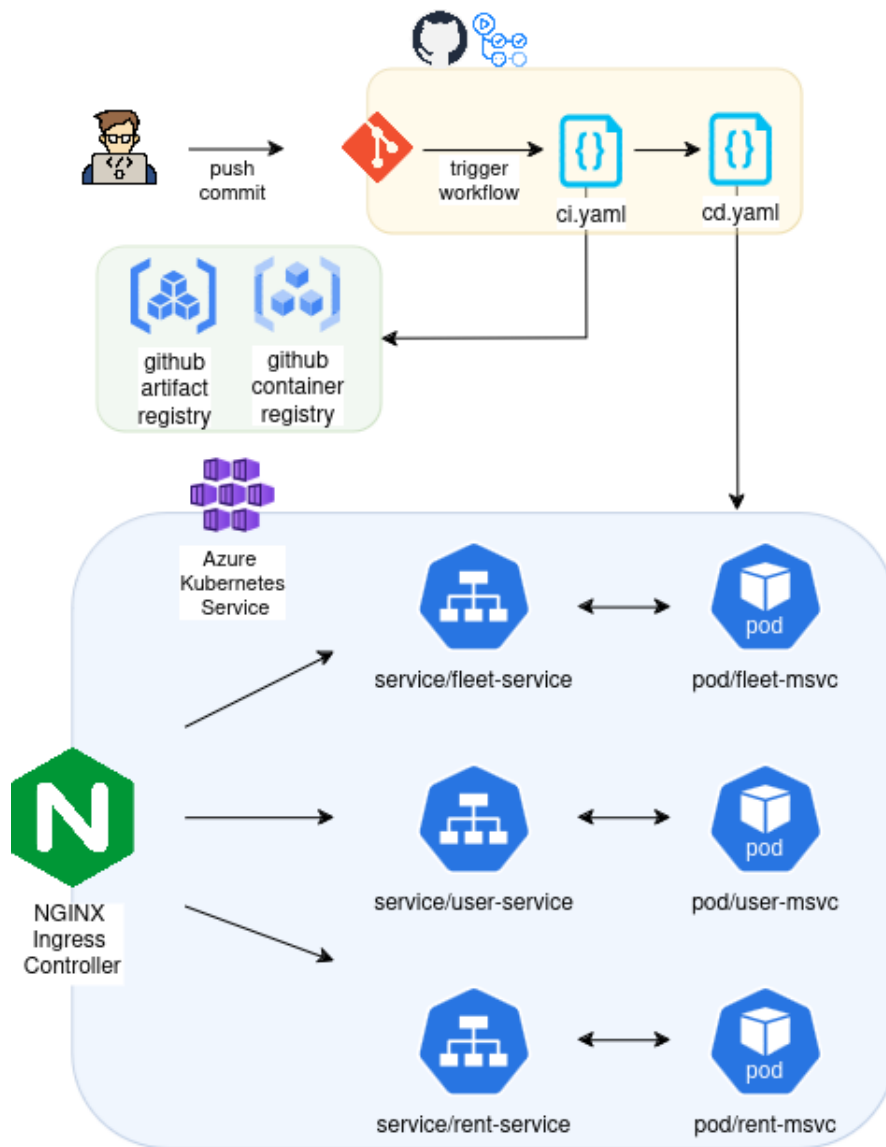 push
commit
trigger
workflow
ci.yaml
cd.yaml
github
artifact
registry
github
container
registry
Azure
Kubernetes
Service
service/fleet-service
pod
pod/fleet-msvc
N
NGINX
Ingress
Controller
service/user-service
pod
pod/user-msvc
service/rent-service
pod
pod/rent-msvc